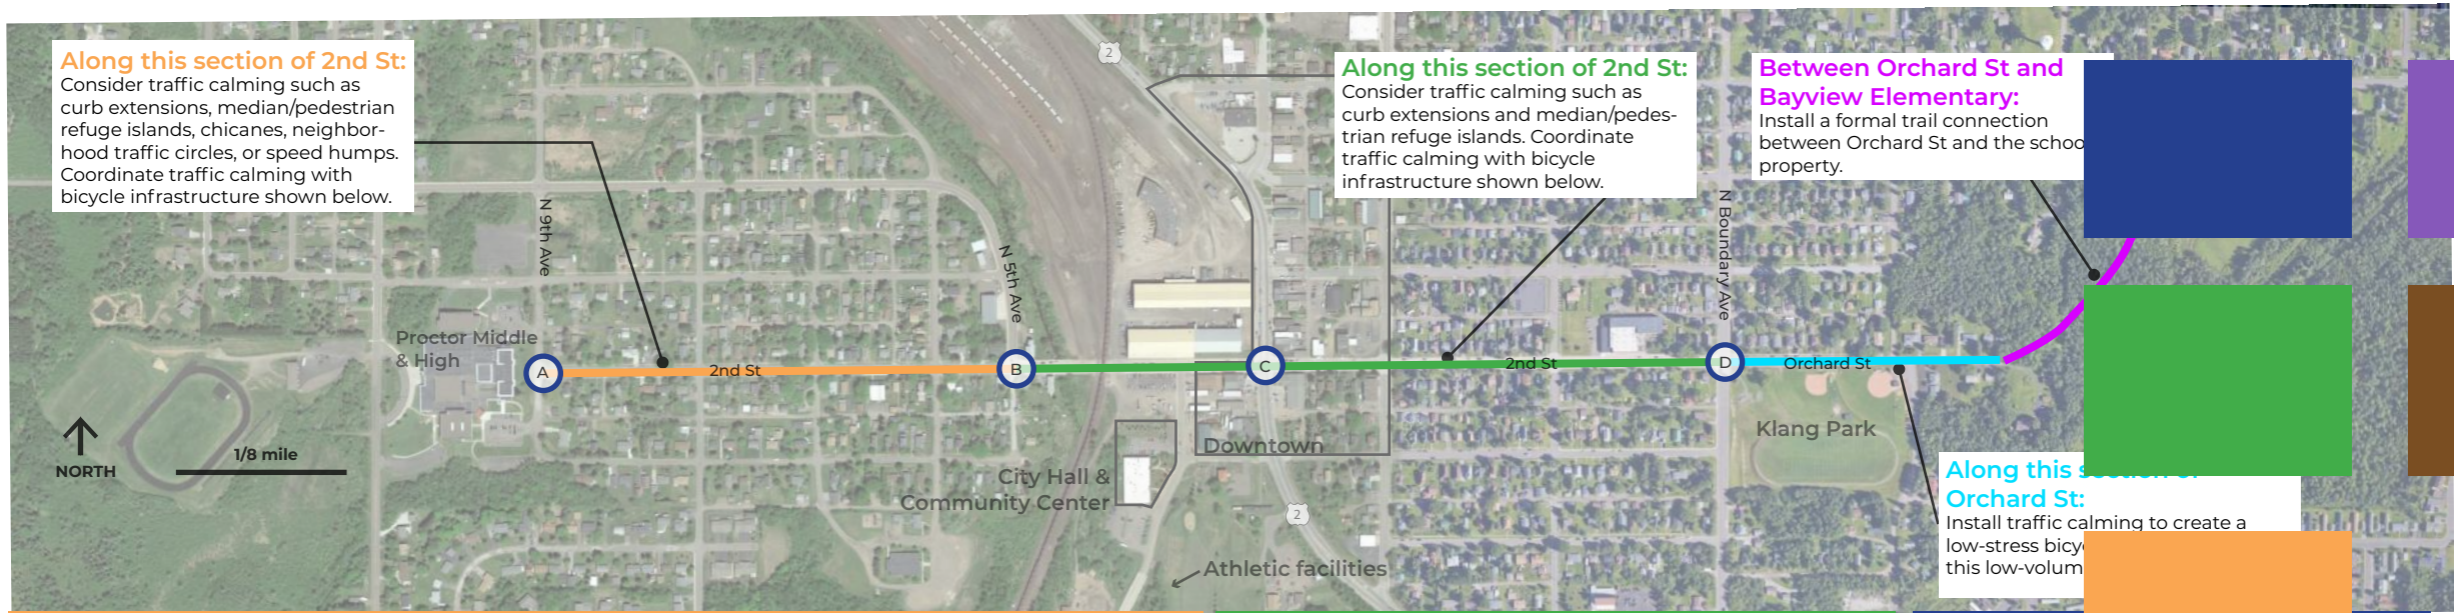 Along this section of 2nd St:
Consider traffic calming such as
curb extensions, median/pedestrian
refuge islands, chicanes, neighbor-
hood traffic circles, or speed humps.
Coordinate traffic calming with
bicycle infrastructure shown below.
2
Along this section of 2nd St:
Consider traffic calming such as
curb extensions and median/pedes-
trian refuge islands. Coordinate
traffic calming with bicycle
infrastructure shown below.
Between Orchard St and
Bayview Elementary:
Install a formal trail connection
between Orchard St and the schoo
property.
N 9th Ave
N 5th Ave
N Boundary Ave
Proctor Middle
& High
A
2nd St
B
C
2nd St
D
Orchard St
Klang Park
Downtown
City Hall &
Community Center
NORTH
1/8 mile
2
Athletic facilities
Along this section of
Orchard St:
Install traffic calming to create a
low-stress bicy
this low-volum